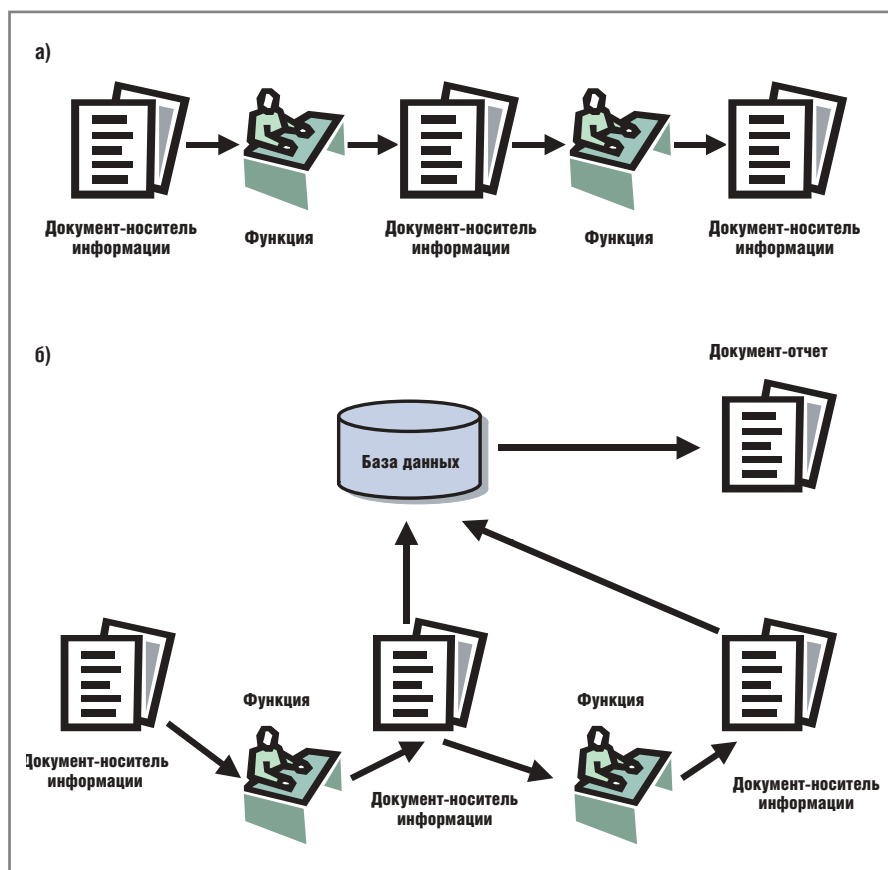 а)
Документ-носитель
информации
Функция
Документ-носитель
информации
Функция
Документ-носитель
информации
б)
Документ-отчет
База данных
Функция
Функция
Документ-носитель
информации
Документ-носитель
информации
Документ-носитель
информации